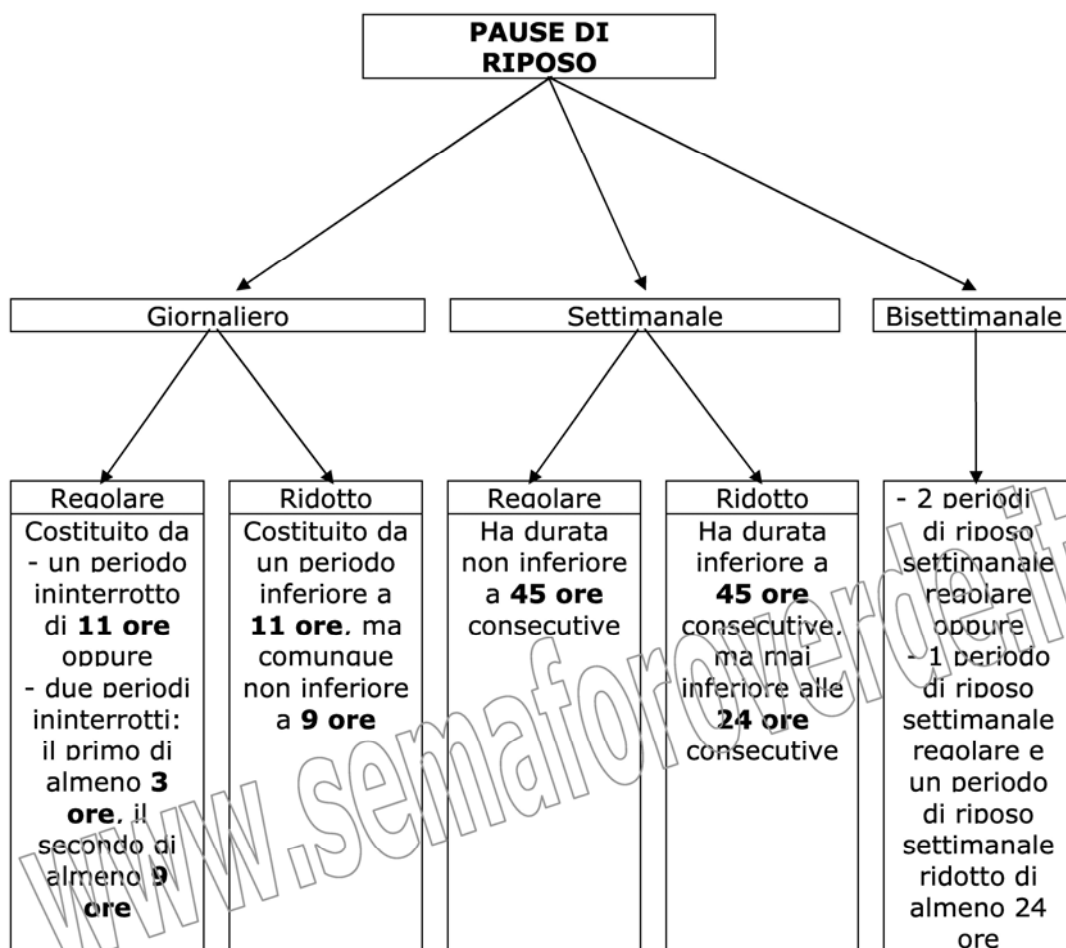 PAUSE DI
RIPOSO
Giornaliero
Settimanale
Bisettimanale
Regolare
Costituito da
- un periodo
ininterrotto
di 11 ore
oppure
- due periodi
ininterrotti:
il primo di
almeno 3
ore, il
secondo di
almeno 9
ore
Ridotto
Costituito da
un periodo
inferiore a
11 ore, ma
comunque
non inferiore
a 9 ore
Regolare
Ha durata
non inferiore
a 45 ore
consecutive
Ridotto
Ha durata
inferiore a
45 ore
consecutive,
ma mai
inferiore alle
24 ore
consecutive
- 2 periodi
di riposo
settimanale
regolare
oppure
- 1 periodo
di riposo
settimanale
regolare e
un periodo
di riposo
settimanale
ridotto di
almeno 24
ore
www.semaforoverde.it